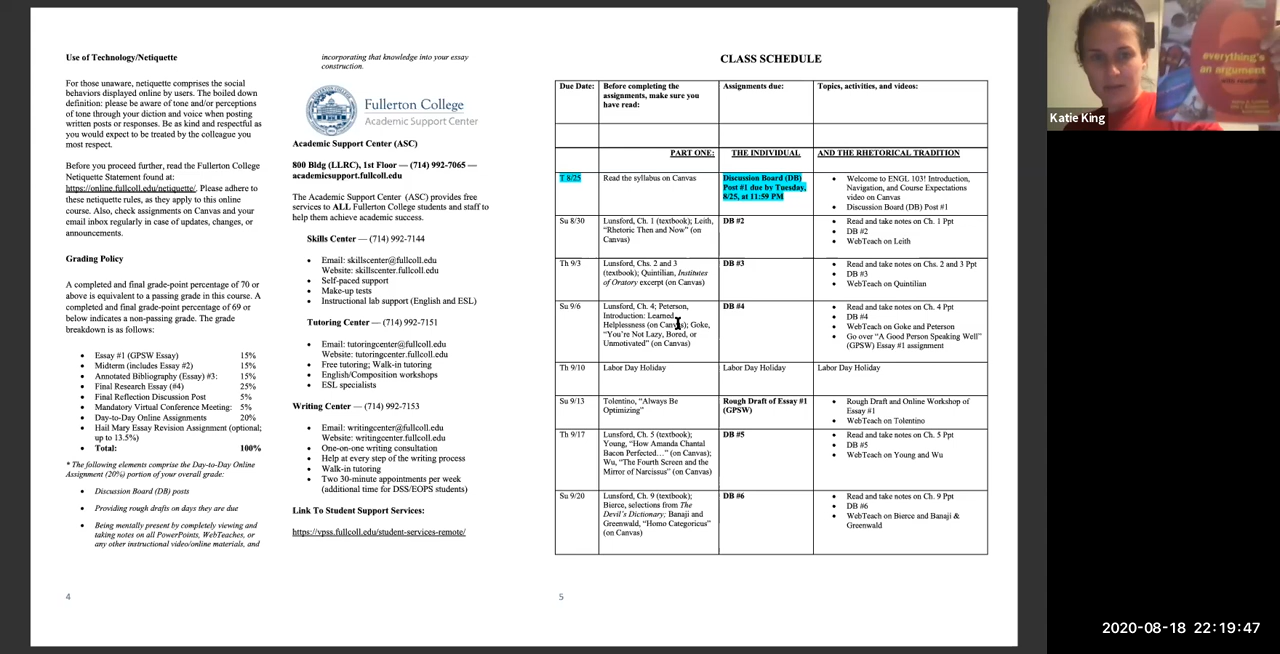 Use of Technology/Netiquette
For those unaware, netiquette comprises the social
behaviors displayed online by users. The boiled down
definition: please be aware of tone and/or perceptions
of tone through your diction and voice when posting
written posts or responses. Be as kind and respectful as
you would expect to be treated by the colleague you
most respect.
Before you proceed further, read the Fullerton College
Netiquette Statement found at:
https://online.fullcoll.edu/netiquette/. Please adhere to
these netiquette rules, as they apply to this online
course. Also, check assignments on Canvas and your
email inbox regularly in case of updates, changes, or
announcements.
Grading Policy
A completed and final grade-point percentage of 70 or
above is equivalent to a passing grade in this course. A
completed and final grade-point percentage of 69 or
below indicates a non-passing grade. The grade
breakdown is as follows:
• Essay #1 (GPSW Essay) 15%
• Midterm (includes Essay #2) 15%
• Annotated Bibliography (Essay) #3: 15%
• Final Research Essay (#4) 25%
• Final Reflection Discussion Post 5%
• Mandatory Virtual Conference Meeting: 5%
• Day-to-Day Online Assignments 20%
• Hail Mary Essay Revision Assignment (optional;
up to 13.5%)
• Total: 100%
* The following elements comprise the Day-to-Day Online
Assignment (20%) portion of your overall grade:
• Discussion Board (DB) posts
• Providing rough drafts on days they are due
• Being mentally present by completely viewing and
taking notes on all PowerPoints, WebTeaches, or
any other instructional video/online materials, and
4
incorporating that knowledge into your essay
construction.
Fullerton College
Academic Support Center
Academic Support Center (ASC)
800 Bldg (LLRC), 1st Floor — (714) 992-7065 —
academicsupport.fullcoll.edu
The Academic Support Center (ASC) provides free
services to ALL Fullerton College students and staff to
help them achieve academic success.
Skills Center — (714) 992-7144
• Email: skillscenter@fullcoll.edu
Website: skillscenter.fullcoll.edu
• Self-paced support
• Make-up tests
• Instructional lab support (English and ESL)
Tutoring Center — (714) 992-7151
• Email: tutoringcenter@fullcoll.edu
Website: tutoringcenter.fullcoll.edu
• Free tutoring; Walk-in tutoring
• English/Composition workshops
• ESL specialists
Writing Center — (714) 992-7153
• Email: writingcenter.fullcoll.edu
Website: writingcenter.fullcoll.edu
• One-on-one writing consultation
• Help at every step of the writing process
• Walk-in tutoring
• Two 30-minute appointments per week
(additional time for DSS/EOPS students)
Link To Student Support Services:
https://vpss.fullcoll.edu/student-services-remote/
CLASS SCHEDULE
Due Date: Before completing the assignments, make sure you have read: Assignments due: Topics, activities, and videos:
PART ONE: THE INDIVIDUAL AND THE RHETORICAL TRADITION
T 8/25
Read the syllabus on Canvas
Discussion Board (DB)
Post #1 due by Tuesday,
8/25, at 11:59 PM
• Welcome to ENGL 103! Introduction,
Navigation, and Course Expectations
video on Canvas
• Discussion Board (DB) Post #1
Su 8/30
Lunsford, Ch. 1 (textbook); Leith,
“Rhetoric Then and Now” (on
Canvas)
DB #2
• Read and take notes on Ch. 1 Ppt
• DB #2
• WebTeach on Leith
Th 9/3
Lunsford, Chs. 2 and 3
(textbook); Quintilian, Institutes
of Oratory excerpt (on Canvas)
DB #3
• Read and take notes on Chs. 2 and 3 Ppt
• DB #3
• WebTeach on Quintilian
Su 9/6
Lunsford, Ch. 4; Peterson,
Introduction: Learned
Helplessness (on Canvas); Goke,
“You’re Not Lazy, Bored, or
Unmotivated” (on Canvas)
DB #4
• Read and take notes on Ch. 4 Ppt
• DB #4
• WebTeach on Goke and Peterson
• Go over “A Good Person Speaking Well”
(GPSW) Essay #1 assignment
Th 9/10
Labor Day Holiday
Labor Day Holiday
Labor Day Holiday
Su 9/13
Tolentino, “Always Be
Optimizing”
Rough Draft of Essay #1
(GPSW)
• Rough Draft and Online Workshop of
Essay #1
• WebTeach on Tolentino
Th 9/17
Lunsford, Ch. 5 (textbook);
Young, “How Amanda Chantal
Bacon Perfected…” (on Canvas);
Wu, “The Fourth Screen and the
Mirror of Narcissus” (on Canvas)
DB #5
• Read and take notes on Ch. 5 Ppt
• DB #5
• WebTeach on Young and Wu
Su 9/20
Lunsford, Ch. 9 (textbook);
Bierce, selections from The
Devil’s Dictionary; Banaji and
Greenwald, “Homo Categoricus”
(on Canvas)
DB #6
• Read and take notes on Ch. 9 Ppt
• DB #6
• WebTeach on Bierce and Banaji &
Greenwald
5
everything's
an argument
Katie King
2020-08-18 22:19:47